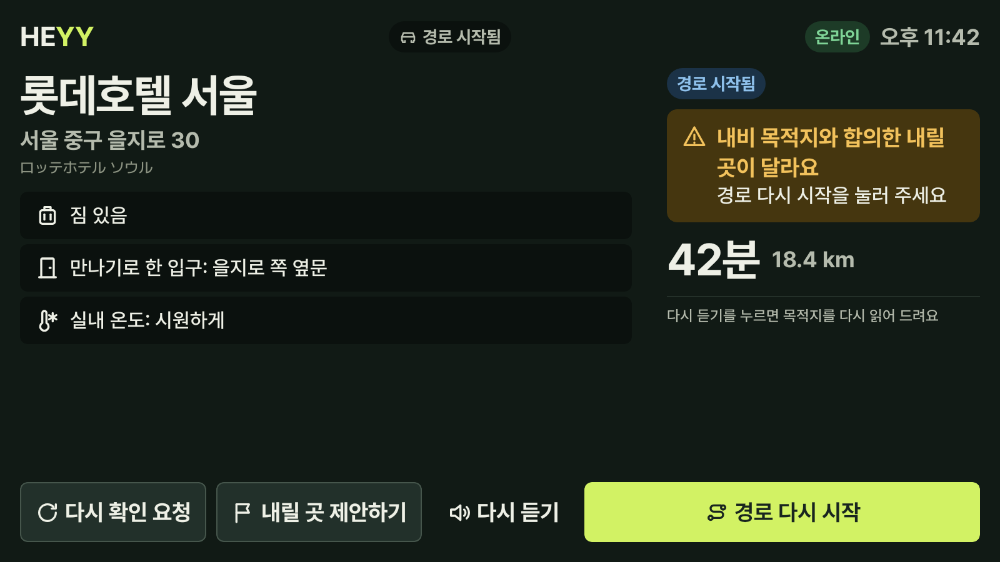 HEYY
경로 시작됨
온라인
오후 11:42
롯데호텔 서울
서울 중구 을지로 30
ロッテホテル ソウル
짐 있음
만나기로 한 입구: 을지로 쪽 옆문
실내 온도: 시원하게
경로 시작됨
내비 목적지와 합의한 내릴
곳이 달라요
경로 다시 시작을 눌러 주세요
42분 18.4 km
다시 듣기를 누르면 목적지를 다시 읽어 드려요
다시 확인 요청
내릴 곳 제안하기
다시 듣기
경로 다시 시작